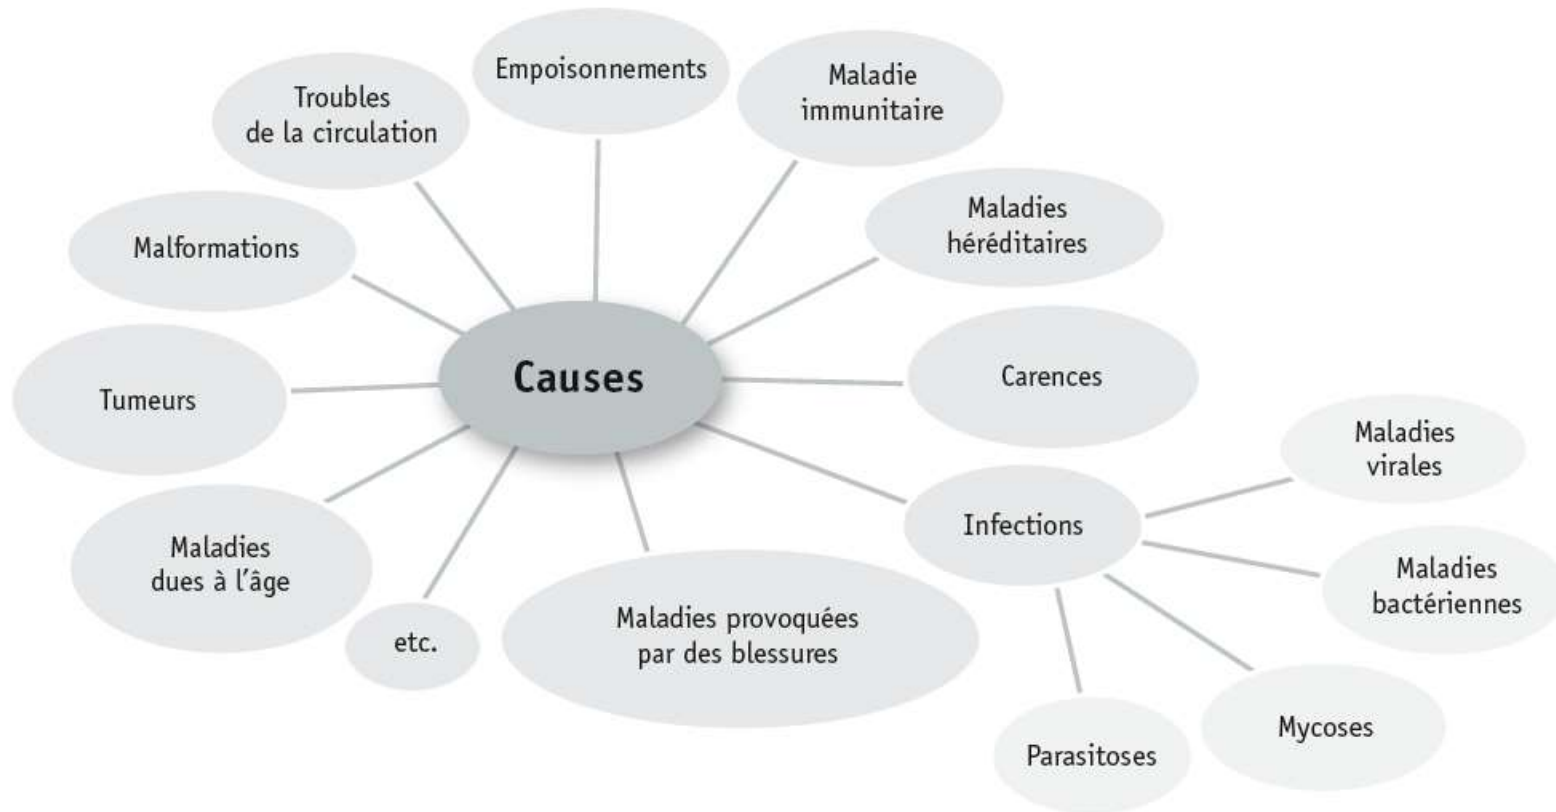 Empoisonnements
Maladie
immunitaire
Troubles
de la circulation
Maladies
héréditaires
Malformations
Causes
Carences
Tumeurs
Maladies
virales
Infections
Maladies
dues à l'âge
Maladies
bactériennes
etc.
Maladies provoquées
par des blessures
Mycoses
Parasitoses